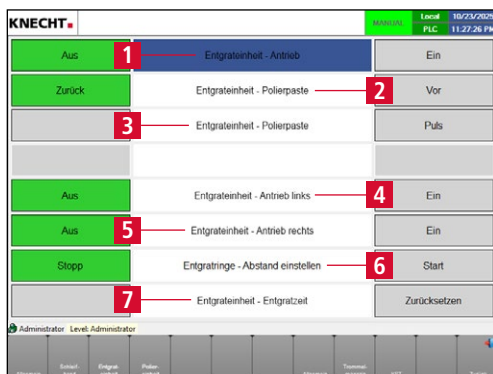 KNECHT
MANUAL Local 10/23/2025
PLC 11:27:26 PM
Aus 1 Entgrateinheit - Antrieb Ein
Zurück Entgrateinheit - Polierpaste 2 Vor
3 Entgrateinheit - Polierpaste Puls
Aus Entgrateinheit - Antrieb links 4 Ein
Aus 5 Entgrateinheit - Antrieb rechts Ein
Stopp Entgratringe - Abstand einstellen 6 Start
7 Entgrateinheit - Entgratzeit Zurücksetzen
Administrator Level: Administrator